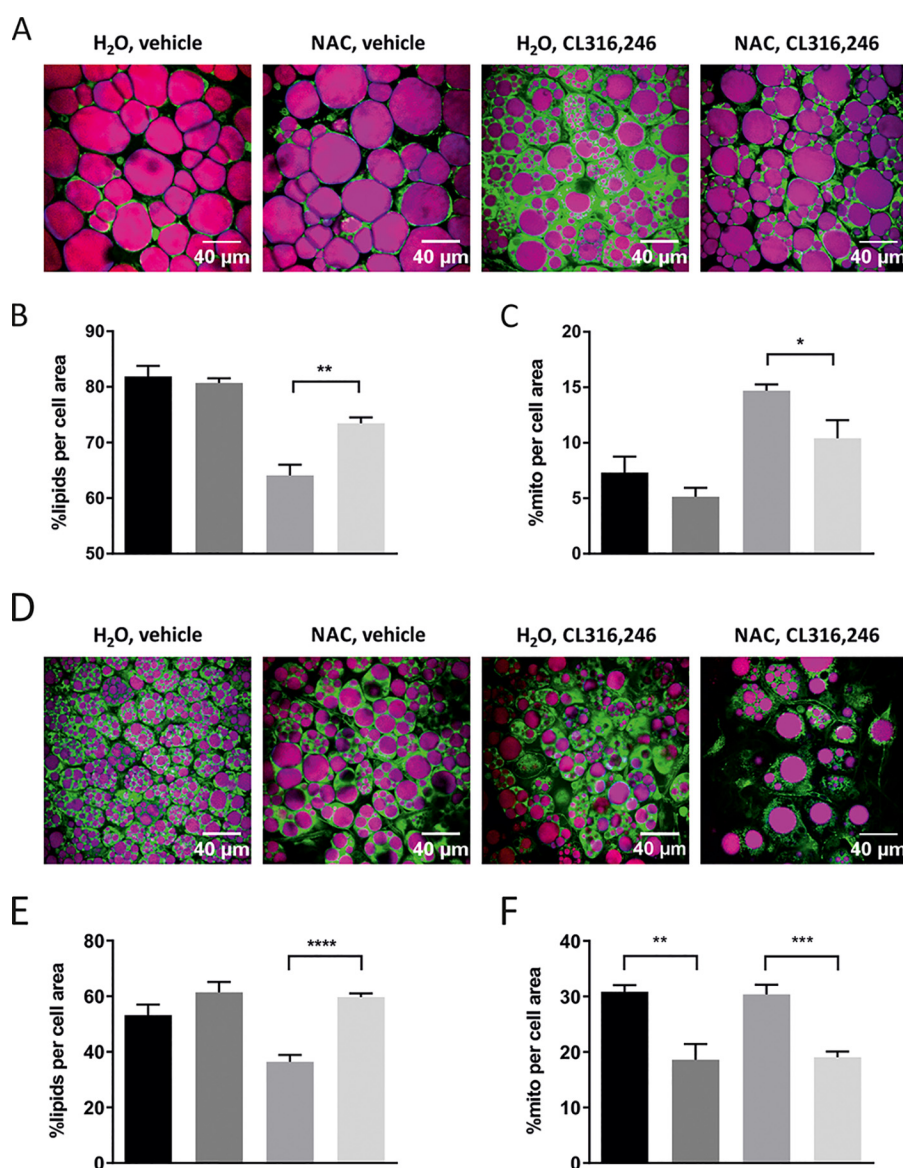 A
H₂O, vehicle
NAC, vehicle
H₂O, CL316,246
NAC, CL316,246
40 µm
40 µm
40 µm
40 µm
B
%lipids per cell area
90
80
70
60
50
**
C
%mito per cell area
20
15
10
5
0
*
D
H₂O, vehicle
NAC, vehicle
H₂O, CL316,246
NAC, CL316,246
40 µm
40 µm
40 µm
40 µm
E
%lipids per cell area
80
60
40
20
0
****
F
%mito per cell area
40
30
20
10
0
**
***